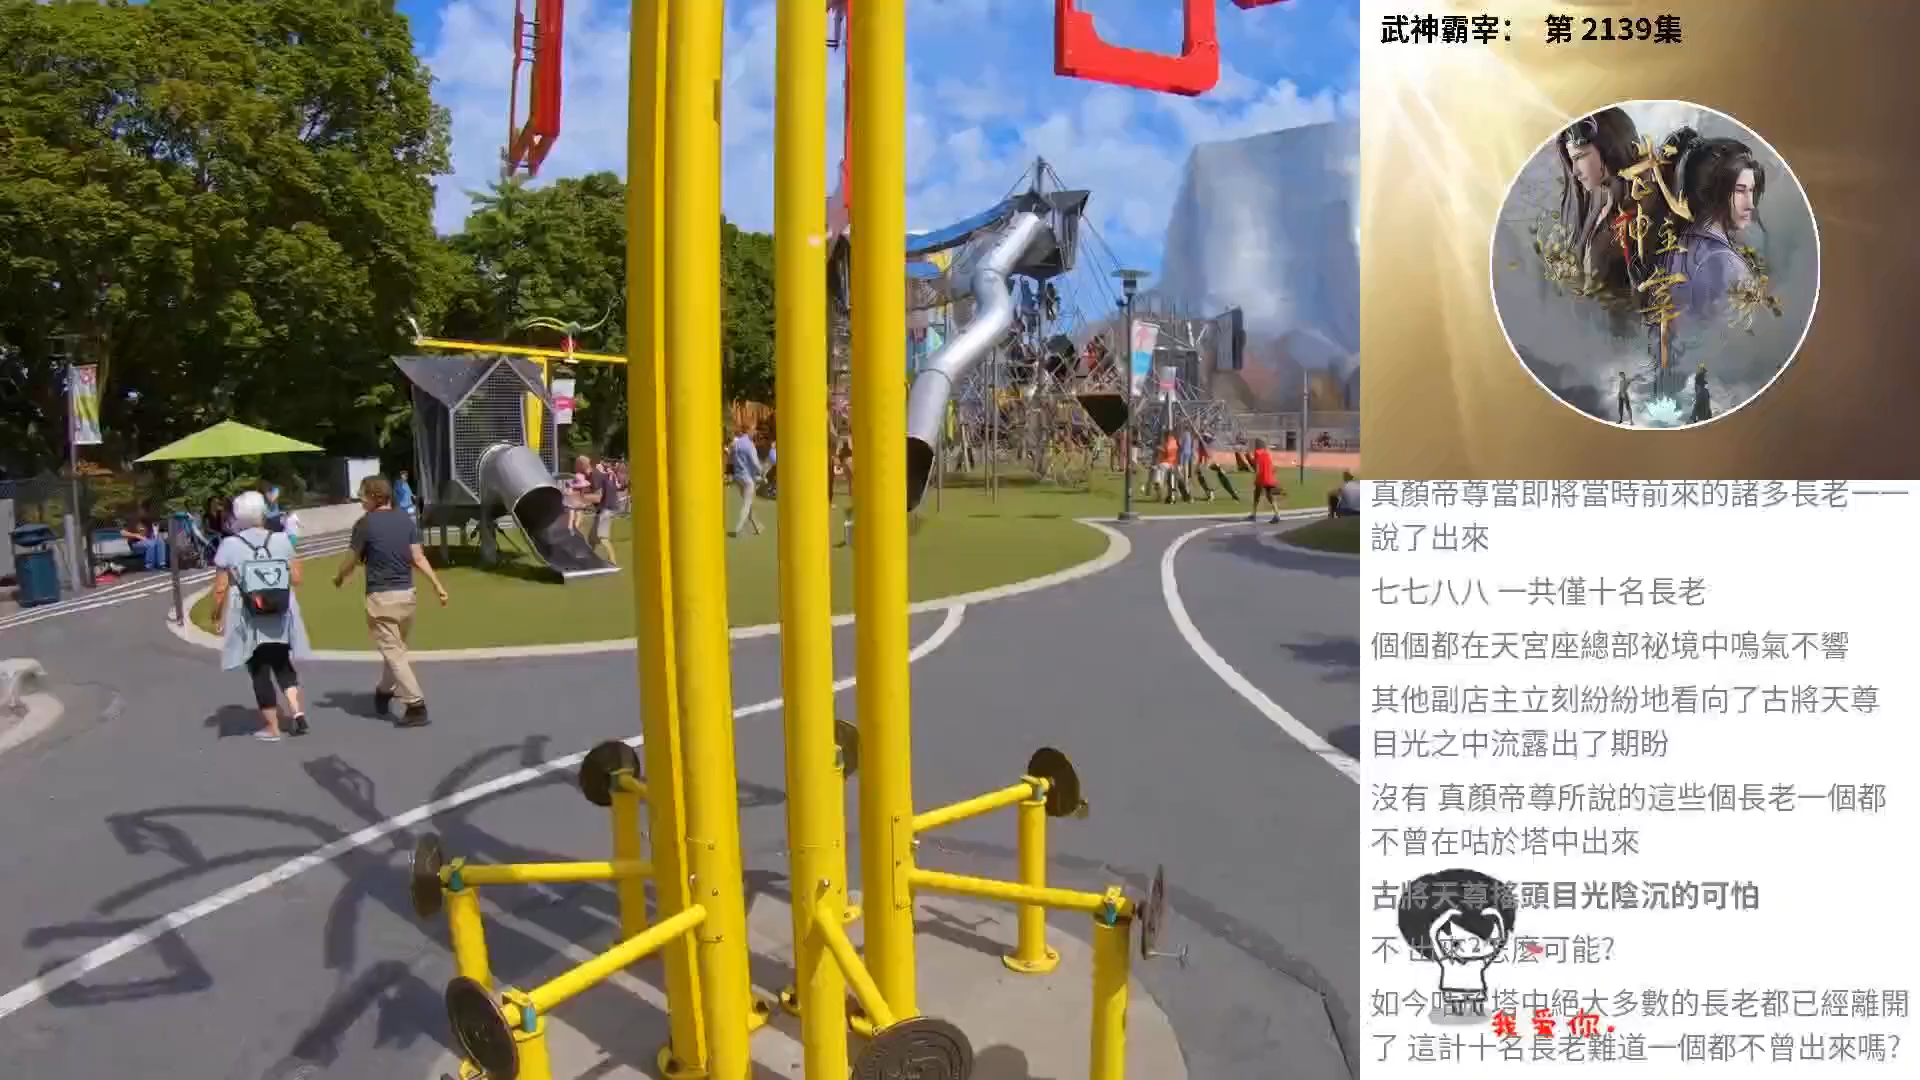 武神霸宰： 第 2139集
武神主宰
真顏帝尊當即將當時前來的諸多長老一一
說了出來
七七八八 一共僅十名長老
個個都在天宮座總部祕境中鳴氣不響
其他副店主立刻紛紛地看向了古將天尊
目光之中流露出了期盼
沒有 真顏帝尊所說的這些個長老一個都
不曾在咕於塔中出來
古將天尊搖頭目光陰沉的可怕
不 出來?怎麼可能?
如今咕於塔中絕大多數的長老都已經離開
了 這計十名長老難道一個都不曾出來嗎?
我爱你.